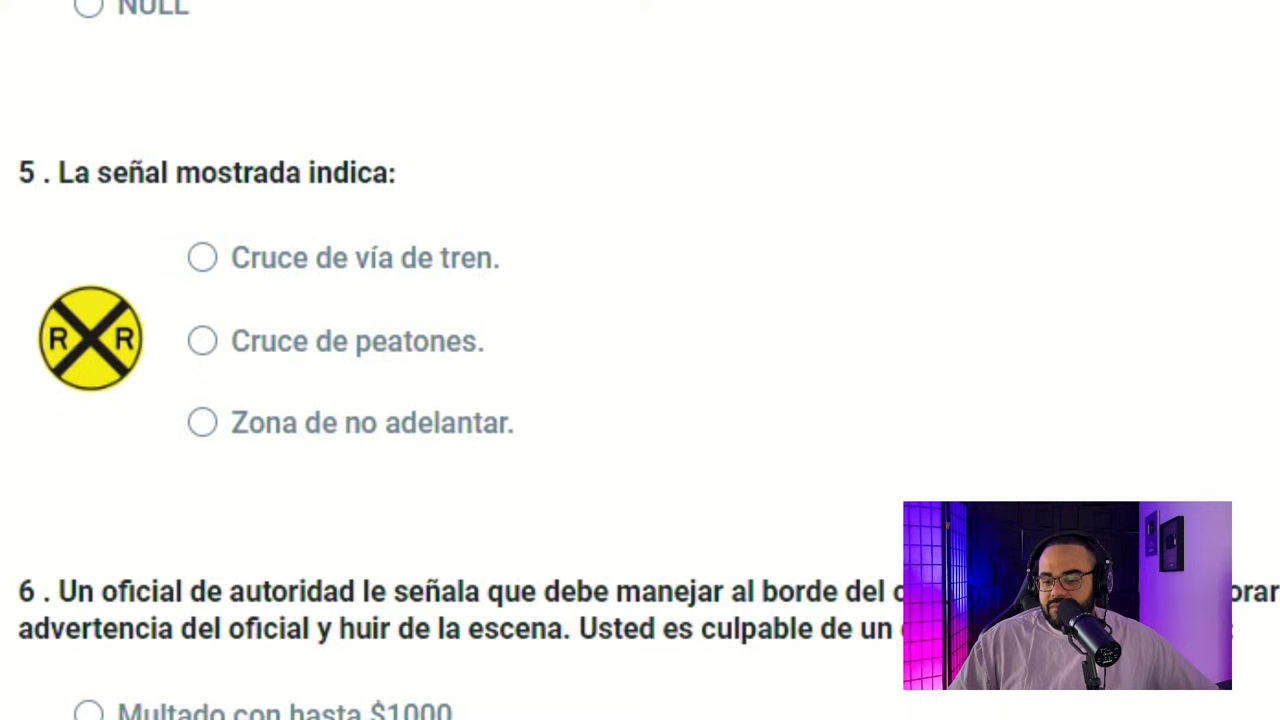 NULL
5 . La señal mostrada indica:
Cruce de vía de tren.
R R
Cruce de peatones.
Zona de no adelantar.
6 . Un oficial de autoridad le señala que debe manejar al borde del
advertencia del oficial y huir de la escena. Usted es culpable de un
Multado con hasta $1000